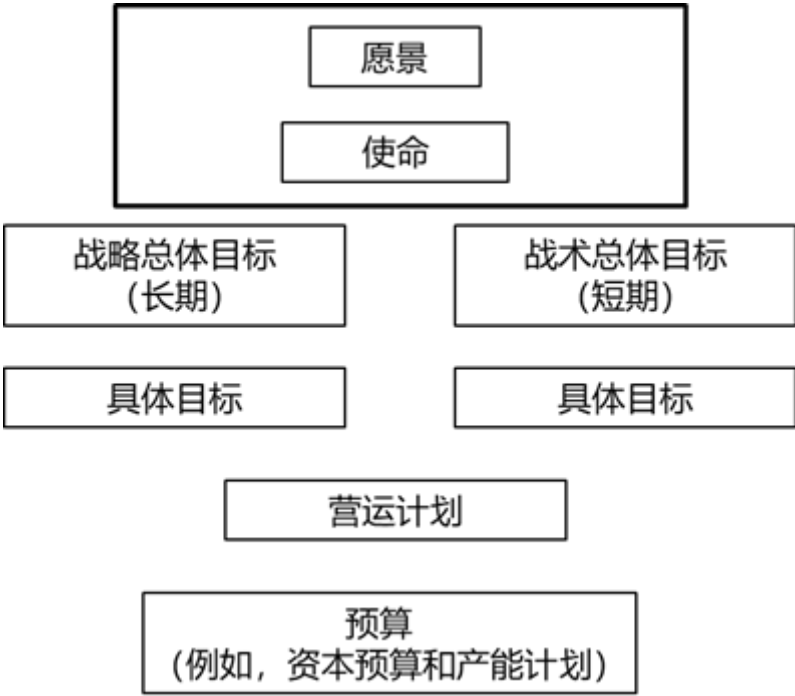 愿景
使命
战略总体目标
（长期）
战术总体目标
（短期）
具体目标
具体目标
营运计划
预算
（例如，资本预算和产能计划）